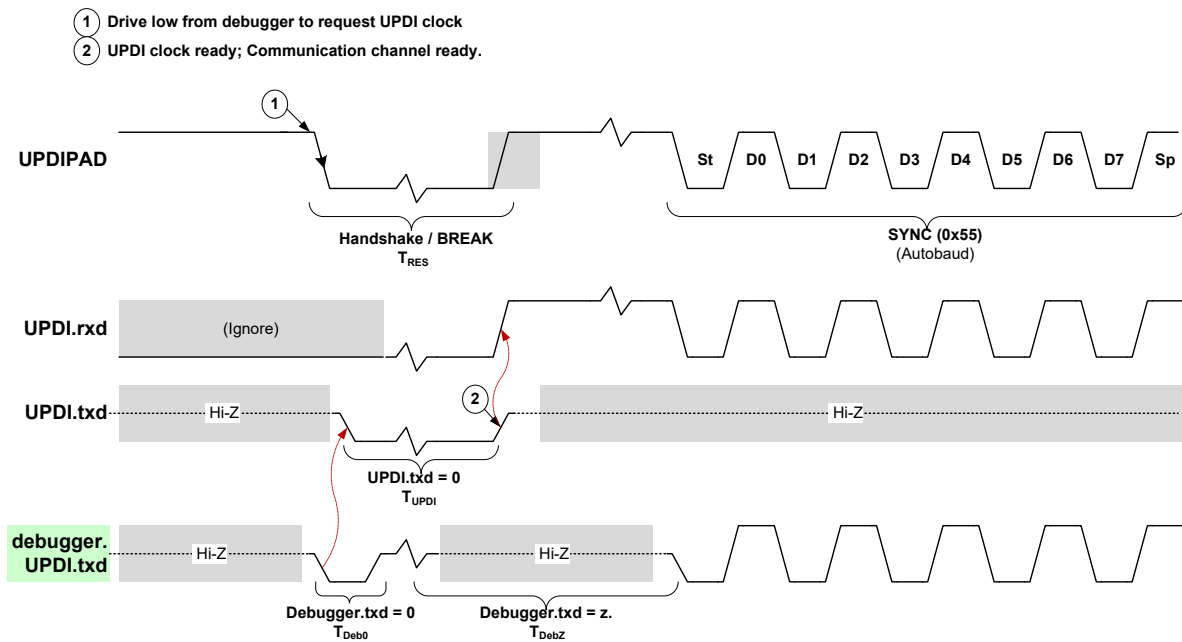 1 Drive low from debugger to request UPDI clock
2 UPDI clock ready; Communication channel ready.
1
UPDIPAD
St D0 D1 D2 D3 D4 D5 D6 D7 Sp
Handshake / BREAK
TRES
SYNC (0x55)
(Autobaud)
UPDI.rxd
(Ignore)
2
UPDI.txd
Hi-Z Hi-Z
UPDI.txd = 0
TUPDI
debugger.
UPDI.txd
Hi-Z Hi-Z
Debugger.txd = 0 Debugger.txd = z.
TDeb0 TDebZ